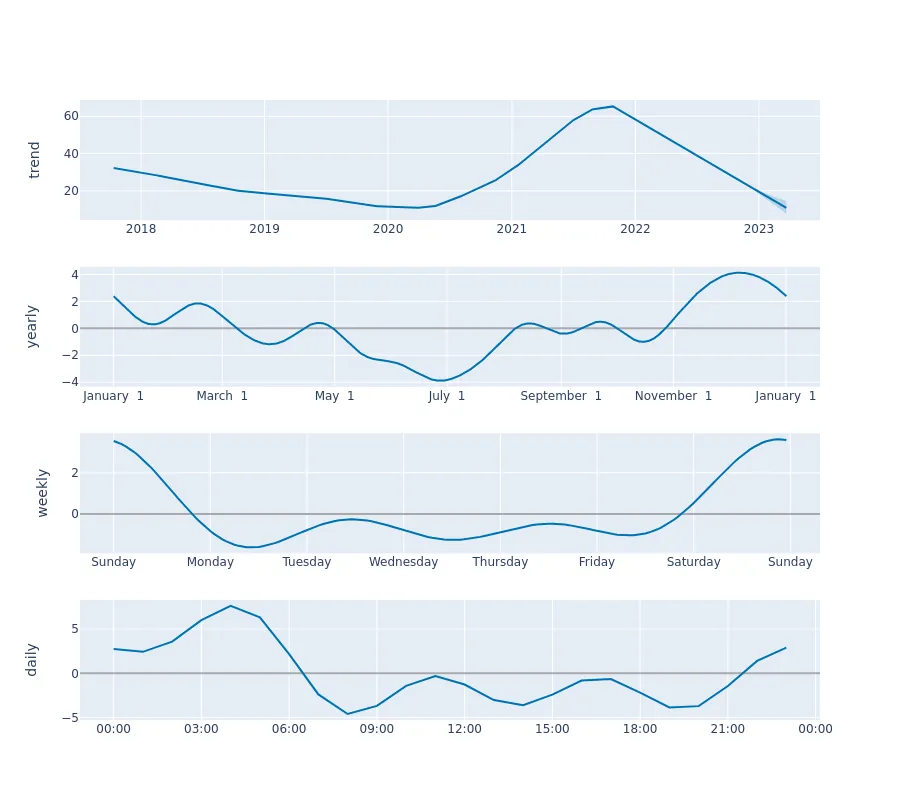 60
40
20
trend
2018 2019 2020 2021 2022 2023
4
2
0
−2
−4
yearly
January 1 March 1 May 1 July 1 September 1 November 1 January 1
2
0
weekly
Sunday Monday Tuesday Wednesday Thursday Friday Saturday Sunday
5
0
−5
daily
00:00 03:00 06:00 09:00 12:00 15:00 18:00 21:00 00:00